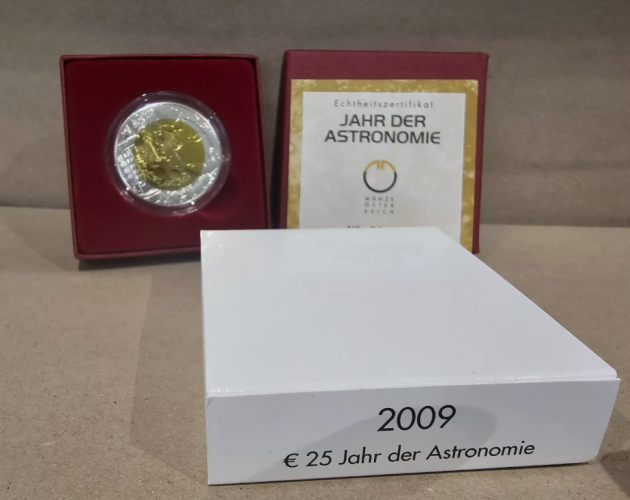 Echtheitszertifikat
JAHR DER
ASTRONOMIE
MÜNZE
ÖSTER
REICH
2009
€ 25 Jahr der Astronomie